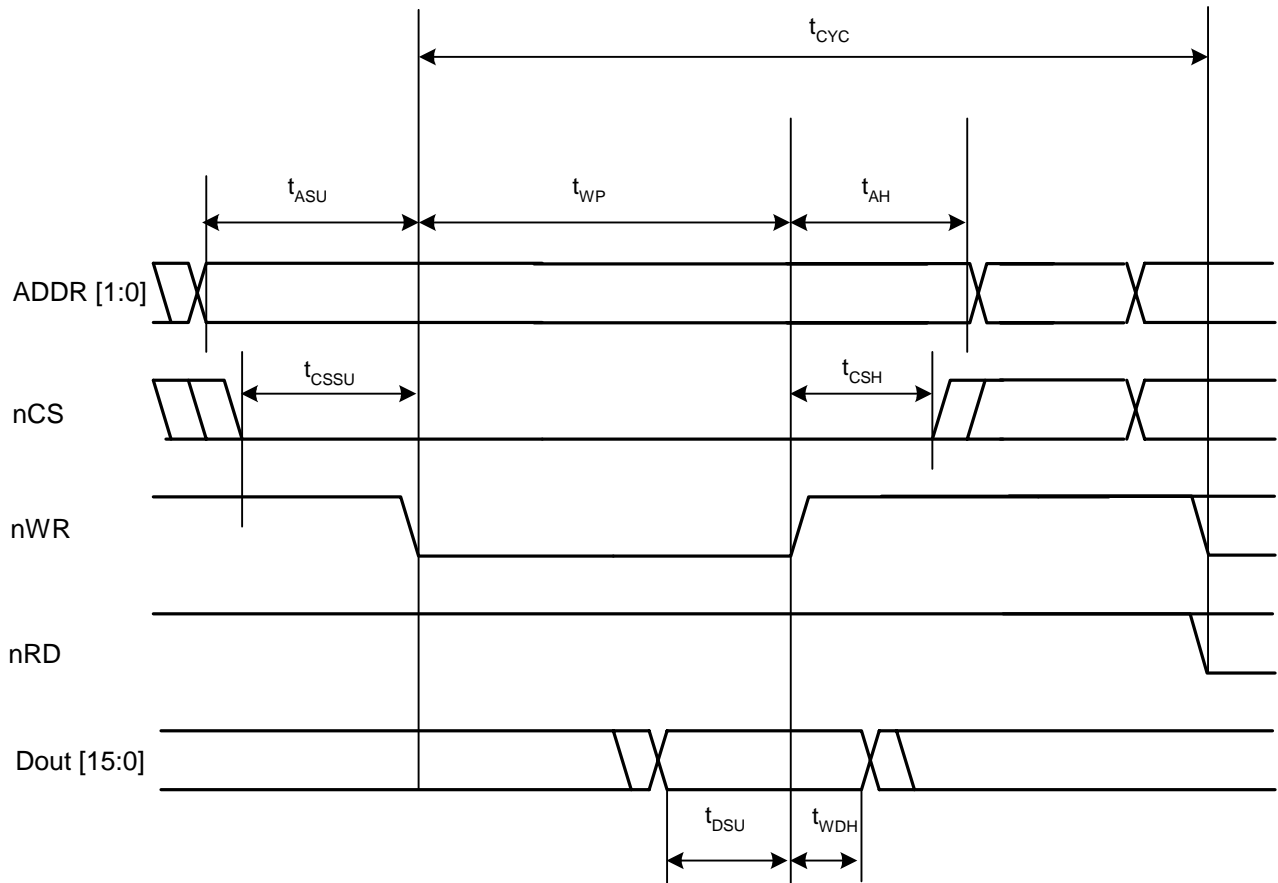 tCYC
tASU tWP tAH
ADDR [1:0]
tCSSU tCSH
nCS
nWR
nRD
Dout [15:0]
tDSU tWDH